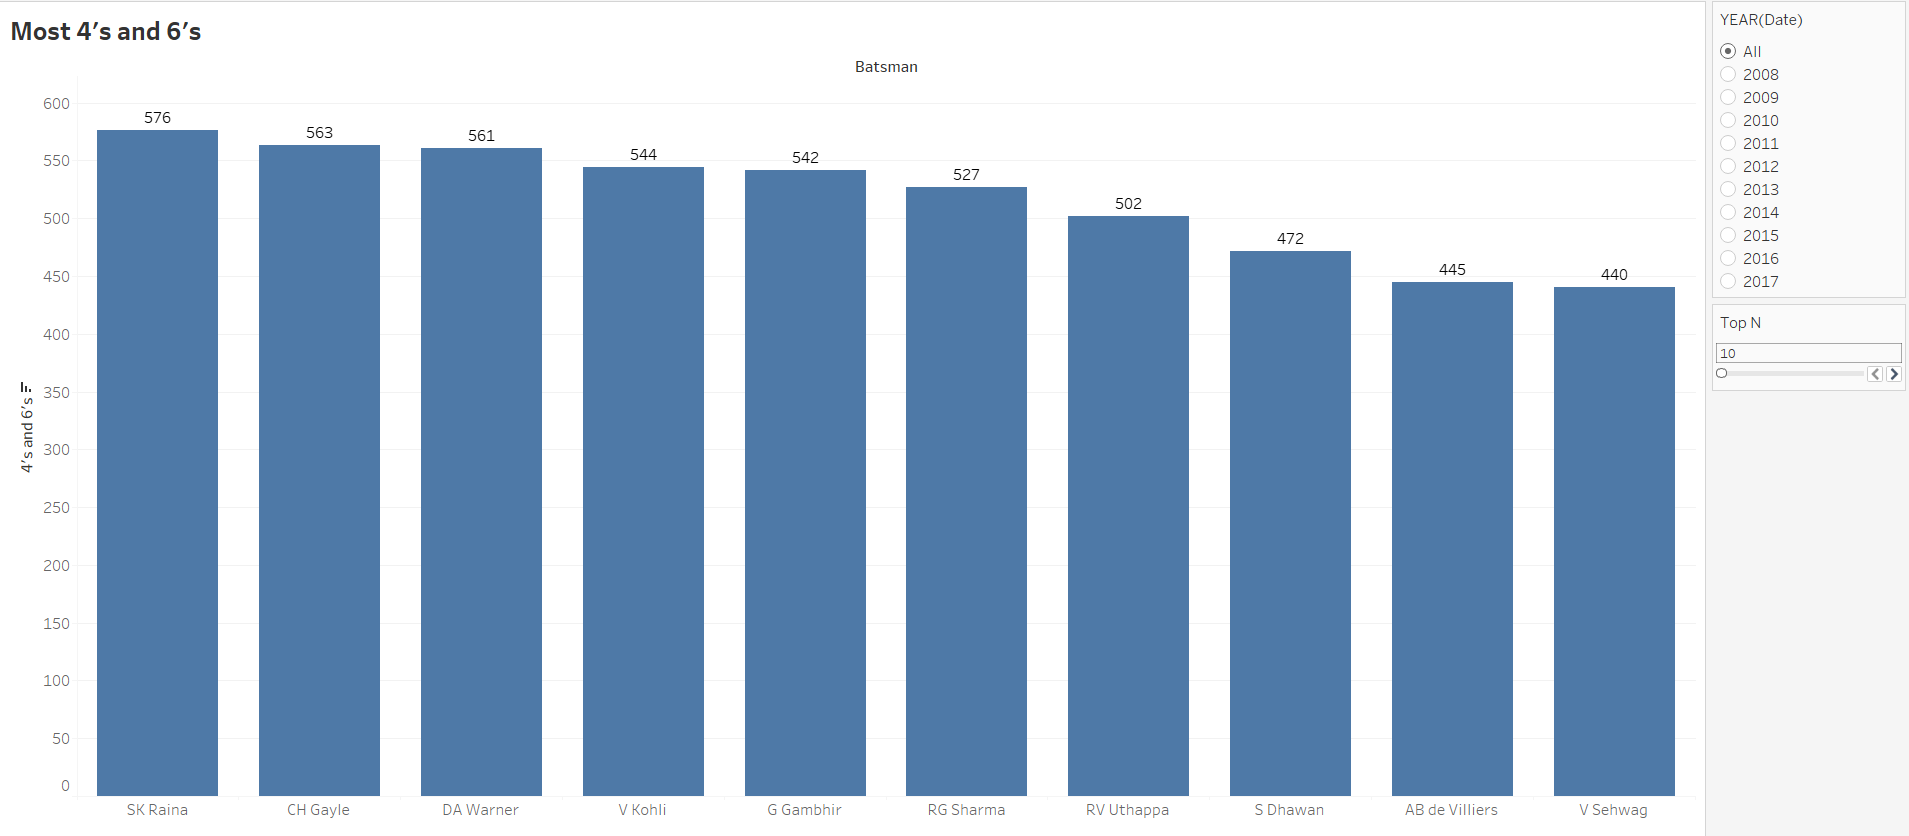 Most 4’s and 6’s
Batsman
4’s and 6’s
600
550
500
450
400
350
300
250
200
150
100
50
0
576
563
561
544
542
527
502
472
445
440
SK Raina
CH Gayle
DA Warner
V Kohli
G Gambhir
RG Sharma
RV Uthappa
S Dhawan
AB de Villiers
V Sehwag
YEAR(Date)
All
2008
2009
2010
2011
2012
2013
2014
2015
2016
2017
Top N
10